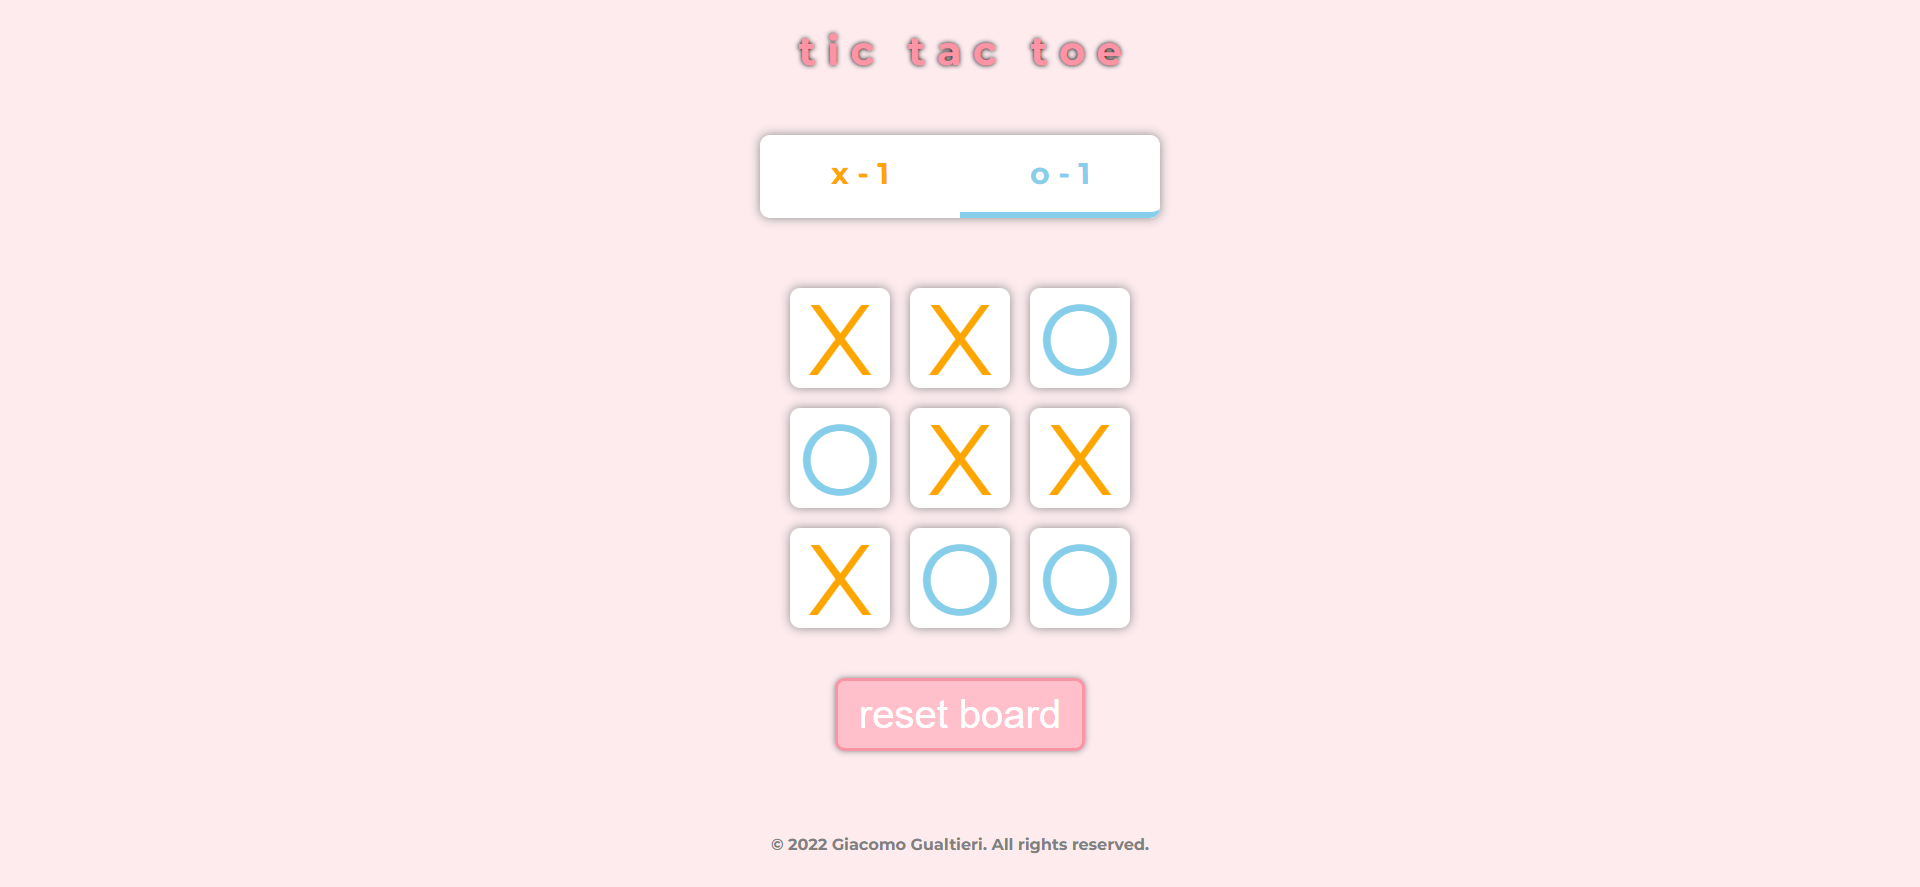 tic tac toe
x - 1 o - 1
X X O
O X X
X O O
reset board
© 2022 Giacomo Gualtieri. All rights reserved.